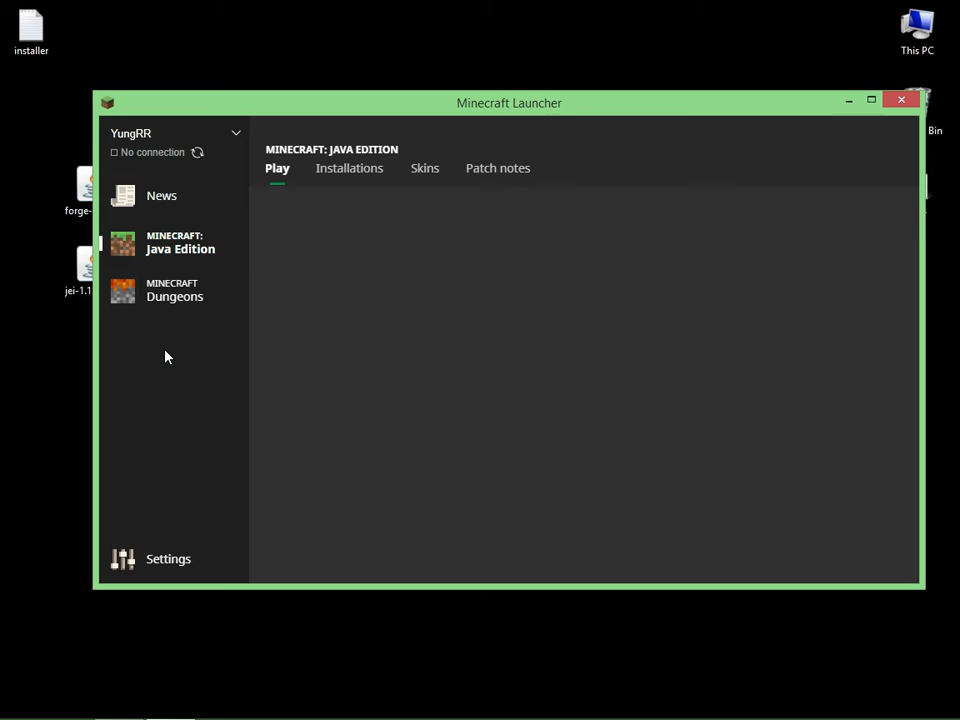 installer
This PC
Minecraft Launcher
Bin
YungRR
No connection
MINECRAFT: JAVA EDITION
Play
Installations
Skins
Patch notes
News
forge-
MINECRAFT:
Java Edition
jei-1.1
MINECRAFT
Dungeons
Settings